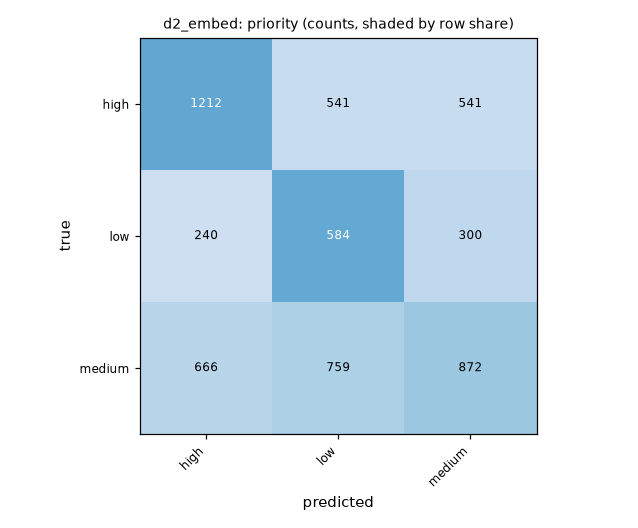 d2_embed: priority (counts, shaded by row share)
high 1212 541 541
low 240 584 300
medium 666 759 872
high low medium
predicted
true